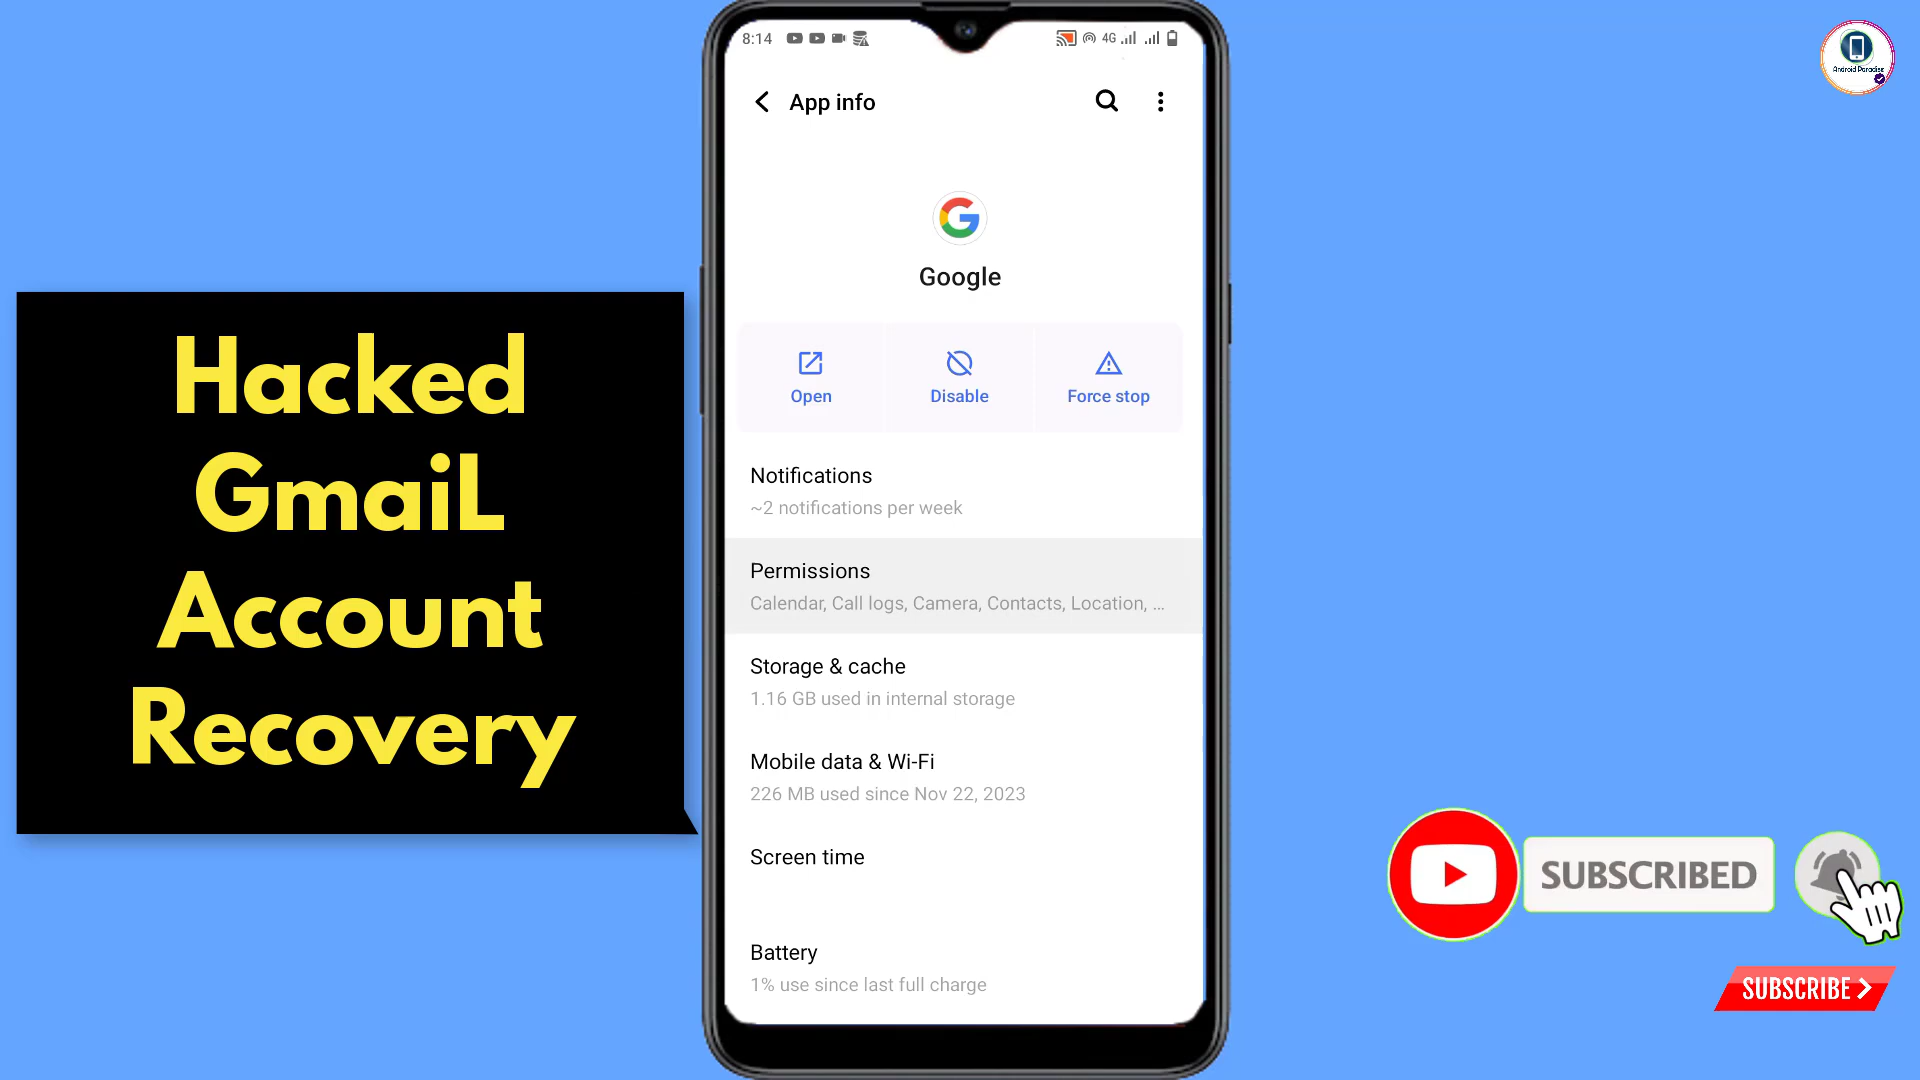 8:14
4G
Android Paradise
App info
Google
Open
Disable
Force stop
Hacked
GmaiL
Account
Recovery
Notifications
~2 notifications per week
Permissions
Calendar, Call logs, Camera, Contacts, Location, ...
Storage & cache
1.16 GB used in internal storage
Mobile data & Wi-Fi
226 MB used since Nov 22, 2023
Screen time
Battery
1% use since last full charge
SUBSCRIBED
SUBSCRIBE